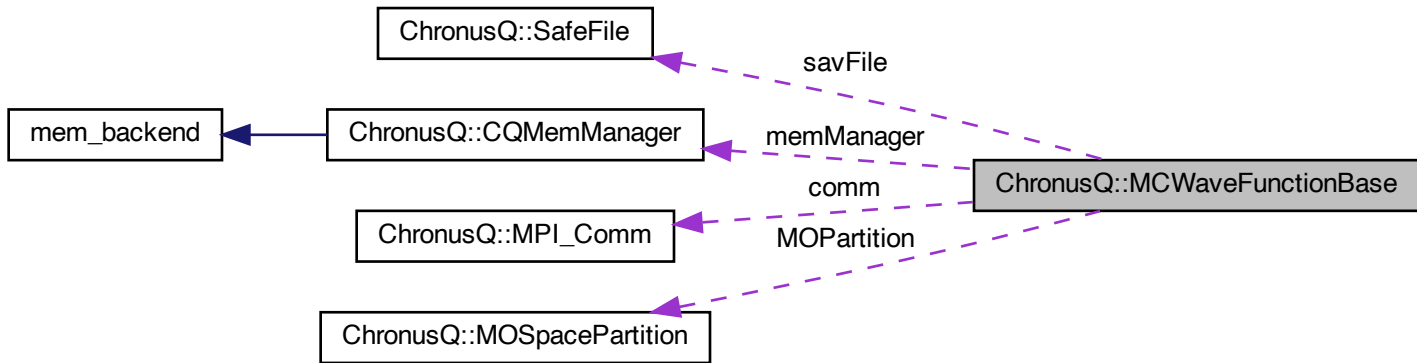 ChronusQ::SafeFile
savFile
mem_backend
ChronusQ::CQMemManager
memManager
ChronusQ::MCWaveFunctionBase
comm
ChronusQ::MPI_Comm
MOPartition
ChronusQ::MOSpacePartition